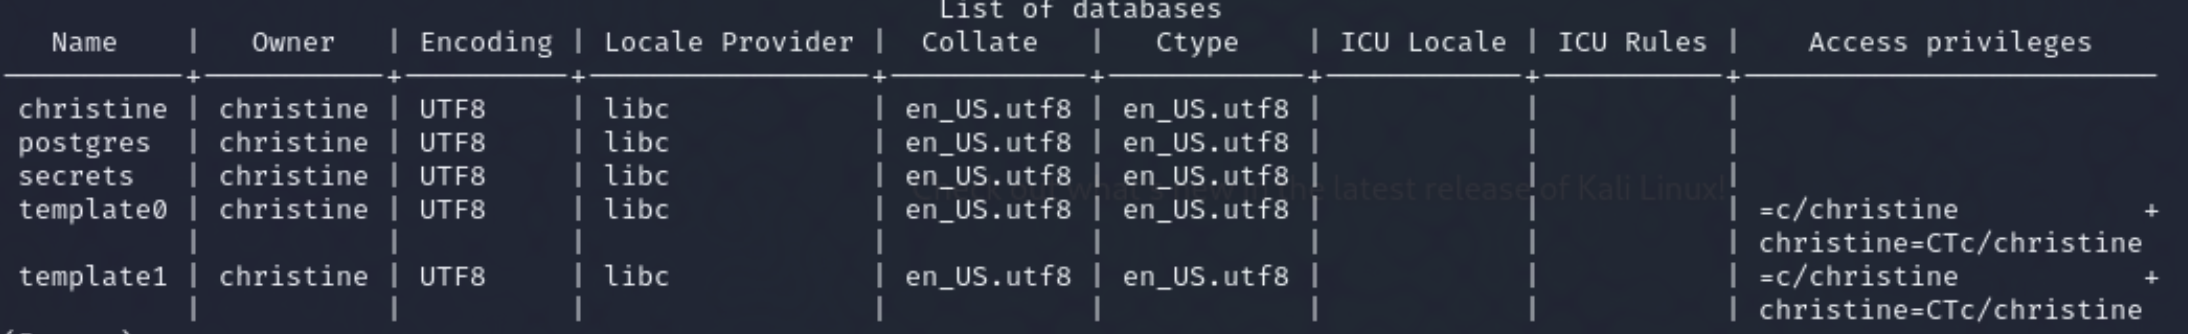 List of databases
Name | Owner | Encoding | Locale Provider | Collate | Ctype | ICU Locale | ICU Rules | Access privileges
christine | christine | UTF8 | libc | en_US.utf8 | en_US.utf8 | | |
postgres | christine | UTF8 | libc | en_US.utf8 | en_US.utf8 | | |
secrets | christine | UTF8 | libc | en_US.utf8 | en_US.utf8 | | |
the latest release of Kali Linux!
template0 | christine | UTF8 | libc | en_US.utf8 | en_US.utf8 | | | =c/christine +
| | | | | | | | christine=CTc/christine
template1 | christine | UTF8 | libc | en_US.utf8 | en_US.utf8 | | | =c/christine +
| | | | | | | | christine=CTc/christine